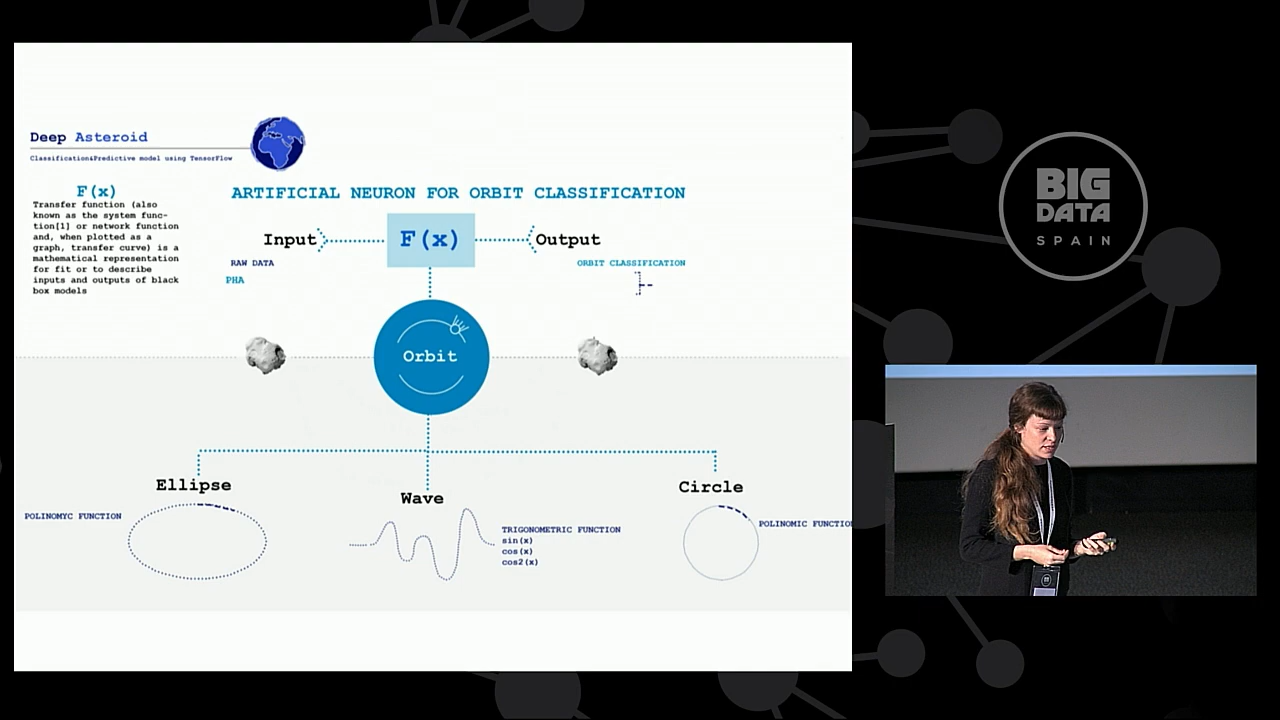 Deep Asteroid
Classification&Predictive model using TensorFlow
F(x)
Transfer function (also
known as the system func-
tion[1] or network function
and, when plotted as a
graph, transfer curve) is a
mathematical representation
for fit or to describe
inputs and outputs of black
box models
ARTIFICIAL NEURON FOR ORBIT CLASSIFICATION
Input
F(x)
Output
RAW DATA
PHA
ORBIT CLASSIFICATION
Orbit
Ellipse
POLINOMYC FUNCTION
Wave
TRIGONOMETRIC FUNCTION
sin(x)
cos(x)
cos2(x)
Circle
POLINOMIC FUNCTION
BIG
DATA
SPAIN